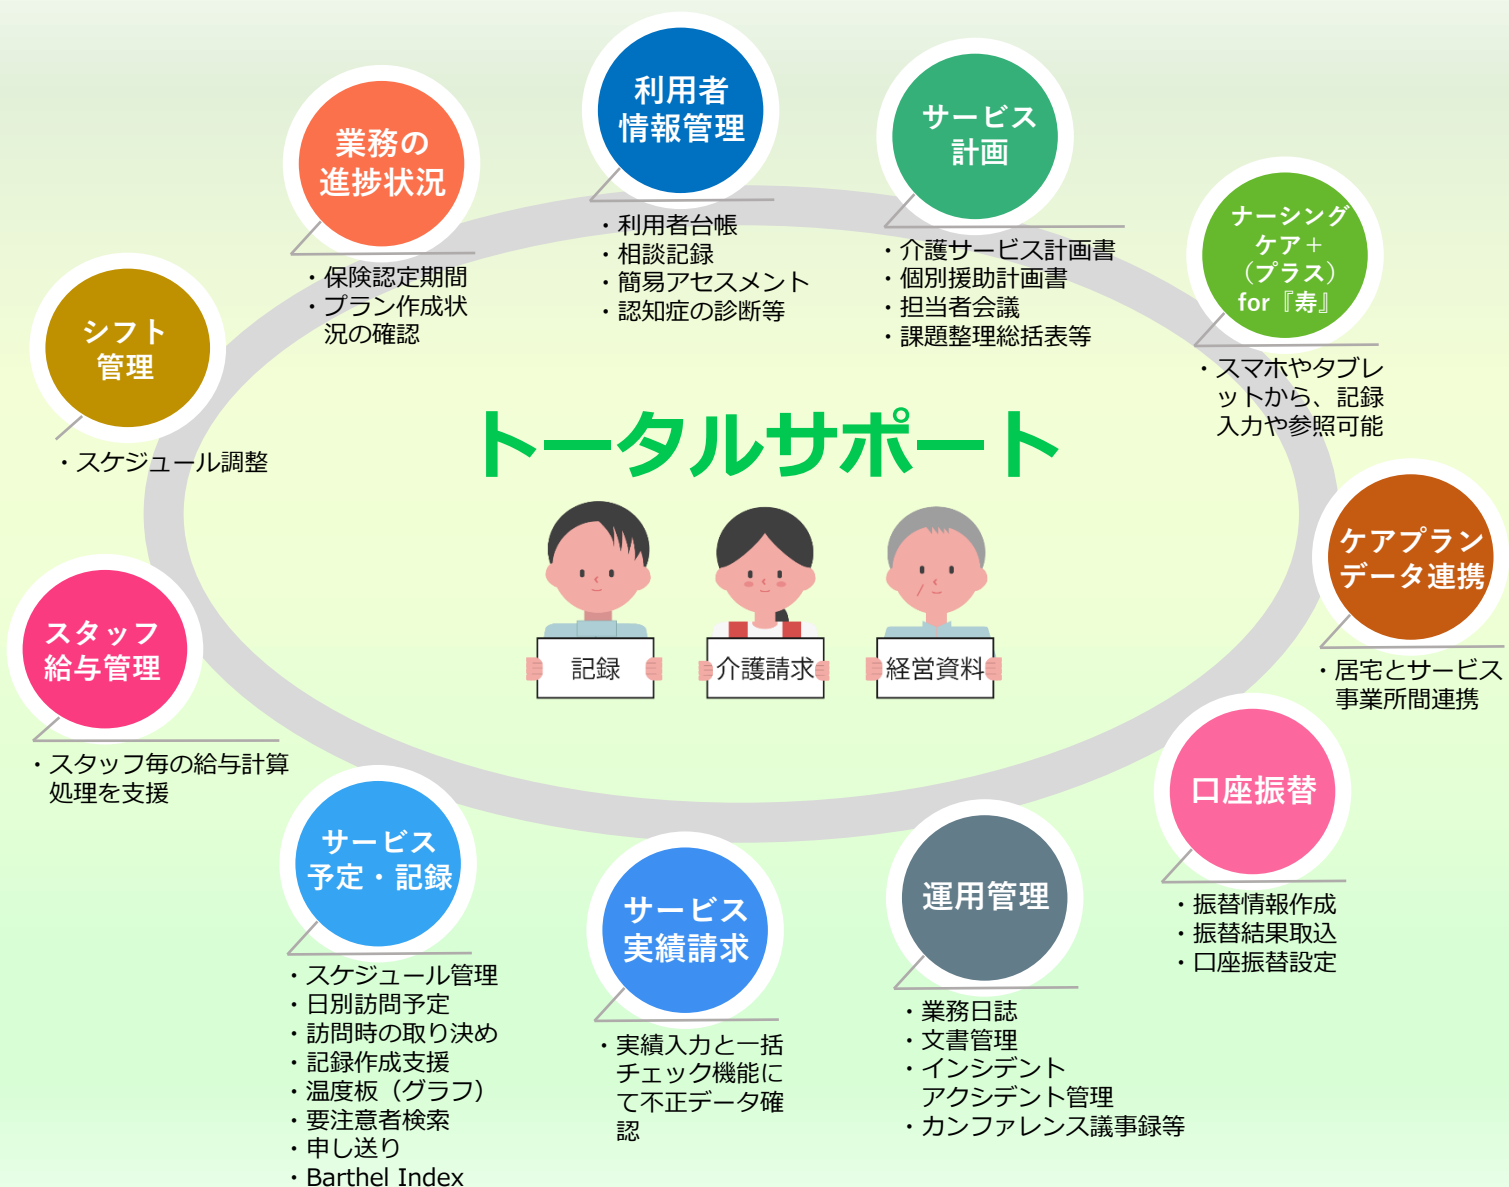 利用者
情報管理
・利用者台帳
・相談記録
・簡易アセスメント
・認知症の診断等
サービス
計画
・介護サービス計画書
・個別援助計画書
・担当者会議
・課題整理総括表等
ナーシング
ケア＋
（プラス）
for『寿』
・スマホやタブレ
ットから、記録
入力や参照可能
ケアプラン
データ連携
・居宅とサービス
事業所間連携
口座振替
・振替情報作成
・振替結果取込
・口座振替設定
運用管理
・業務日誌
・文書管理
・インシデント
アクシデント管理
・カンファレンス議事録等
サービス
実績請求
・実績入力と一括
チェック機能に
て不正データ確
認
サービス
予定・記録
・スケジュール管理
・日別訪問予定
・訪問時の取り決め
・記録作成支援
・温度板（グラフ）
・要注意者検索
・申し送り
・Barthel Index
スタッフ
給与管理
・スタッフ毎の給与計算
処理を支援
シフト
管理
・スケジュール調整
業務の
進捗状況
・保険認定期間
・プラン作成状
況の確認
トータルサポート
記録
介護請求
経営資料